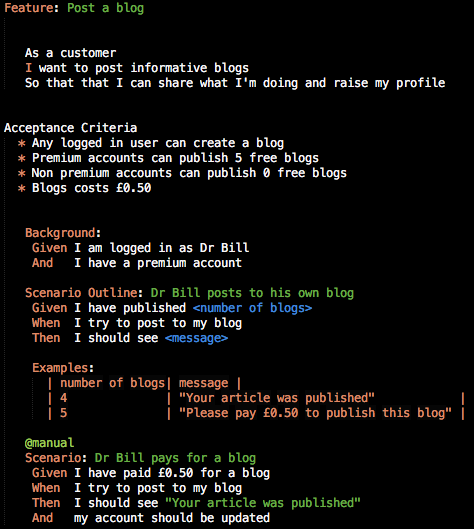 Feature: Post a blog
As a customer
I want to post informative blogs
So that that I can share what I'm doing and raise my profile
Acceptance Criteria
* Any logged in user can create a blog
* Premium accounts can publish 5 free blogs
* Non premium accounts can publish 0 free blogs
* Blogs costs £0.50
Background:
Given I am logged in as Dr Bill
And I have a premium account
Scenario Outline: Dr Bill posts to his own blog
Given I have published <number of blogs>
When I try to post to my blog
Then I should see <message>
Examples:
| number of blogs| message |
| 4 | "Your article was published" |
| 5 | "Please pay £0.50 to publish this blog" |
@manual
Scenario: Dr Bill pays for a blog
Given I have paid £0.50 for a blog
When I try to post to my blog
Then I should see "Your article was published"
And my account should be updated